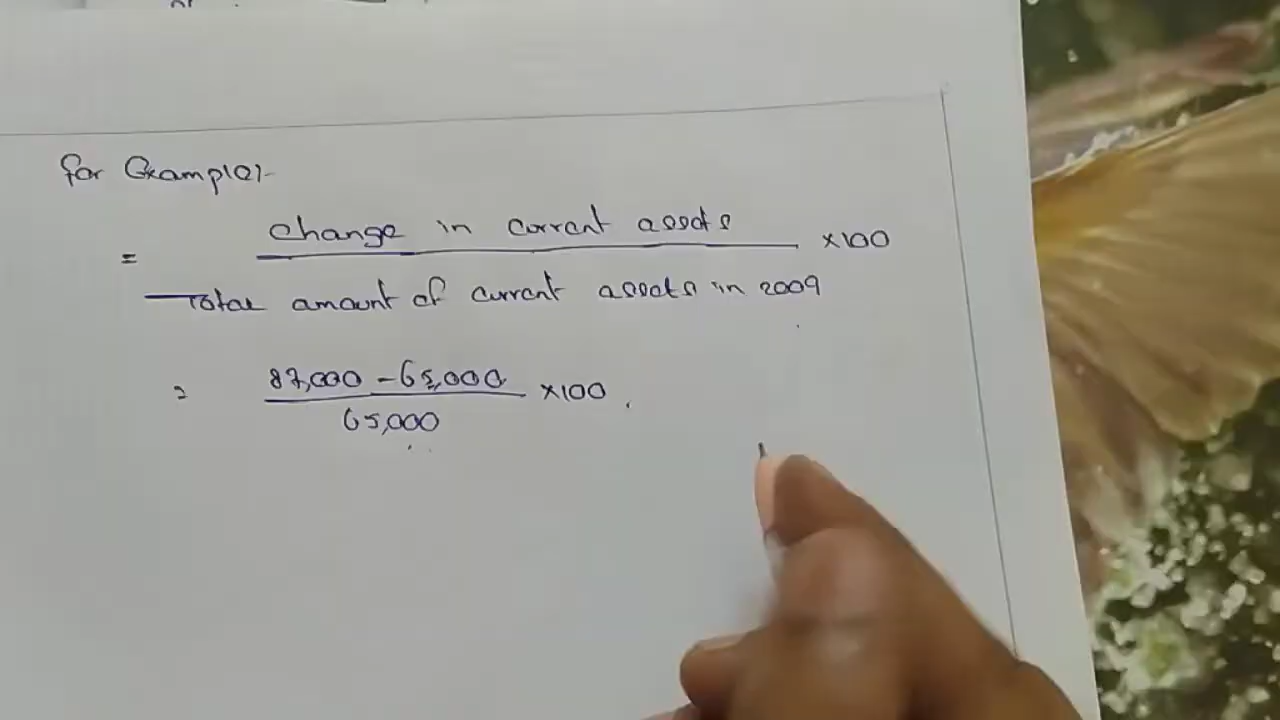 For Example:-
= Change in current assets ×100
Total amount of current assets in 2009
= 87,000 - 65,000 ×100
65,000